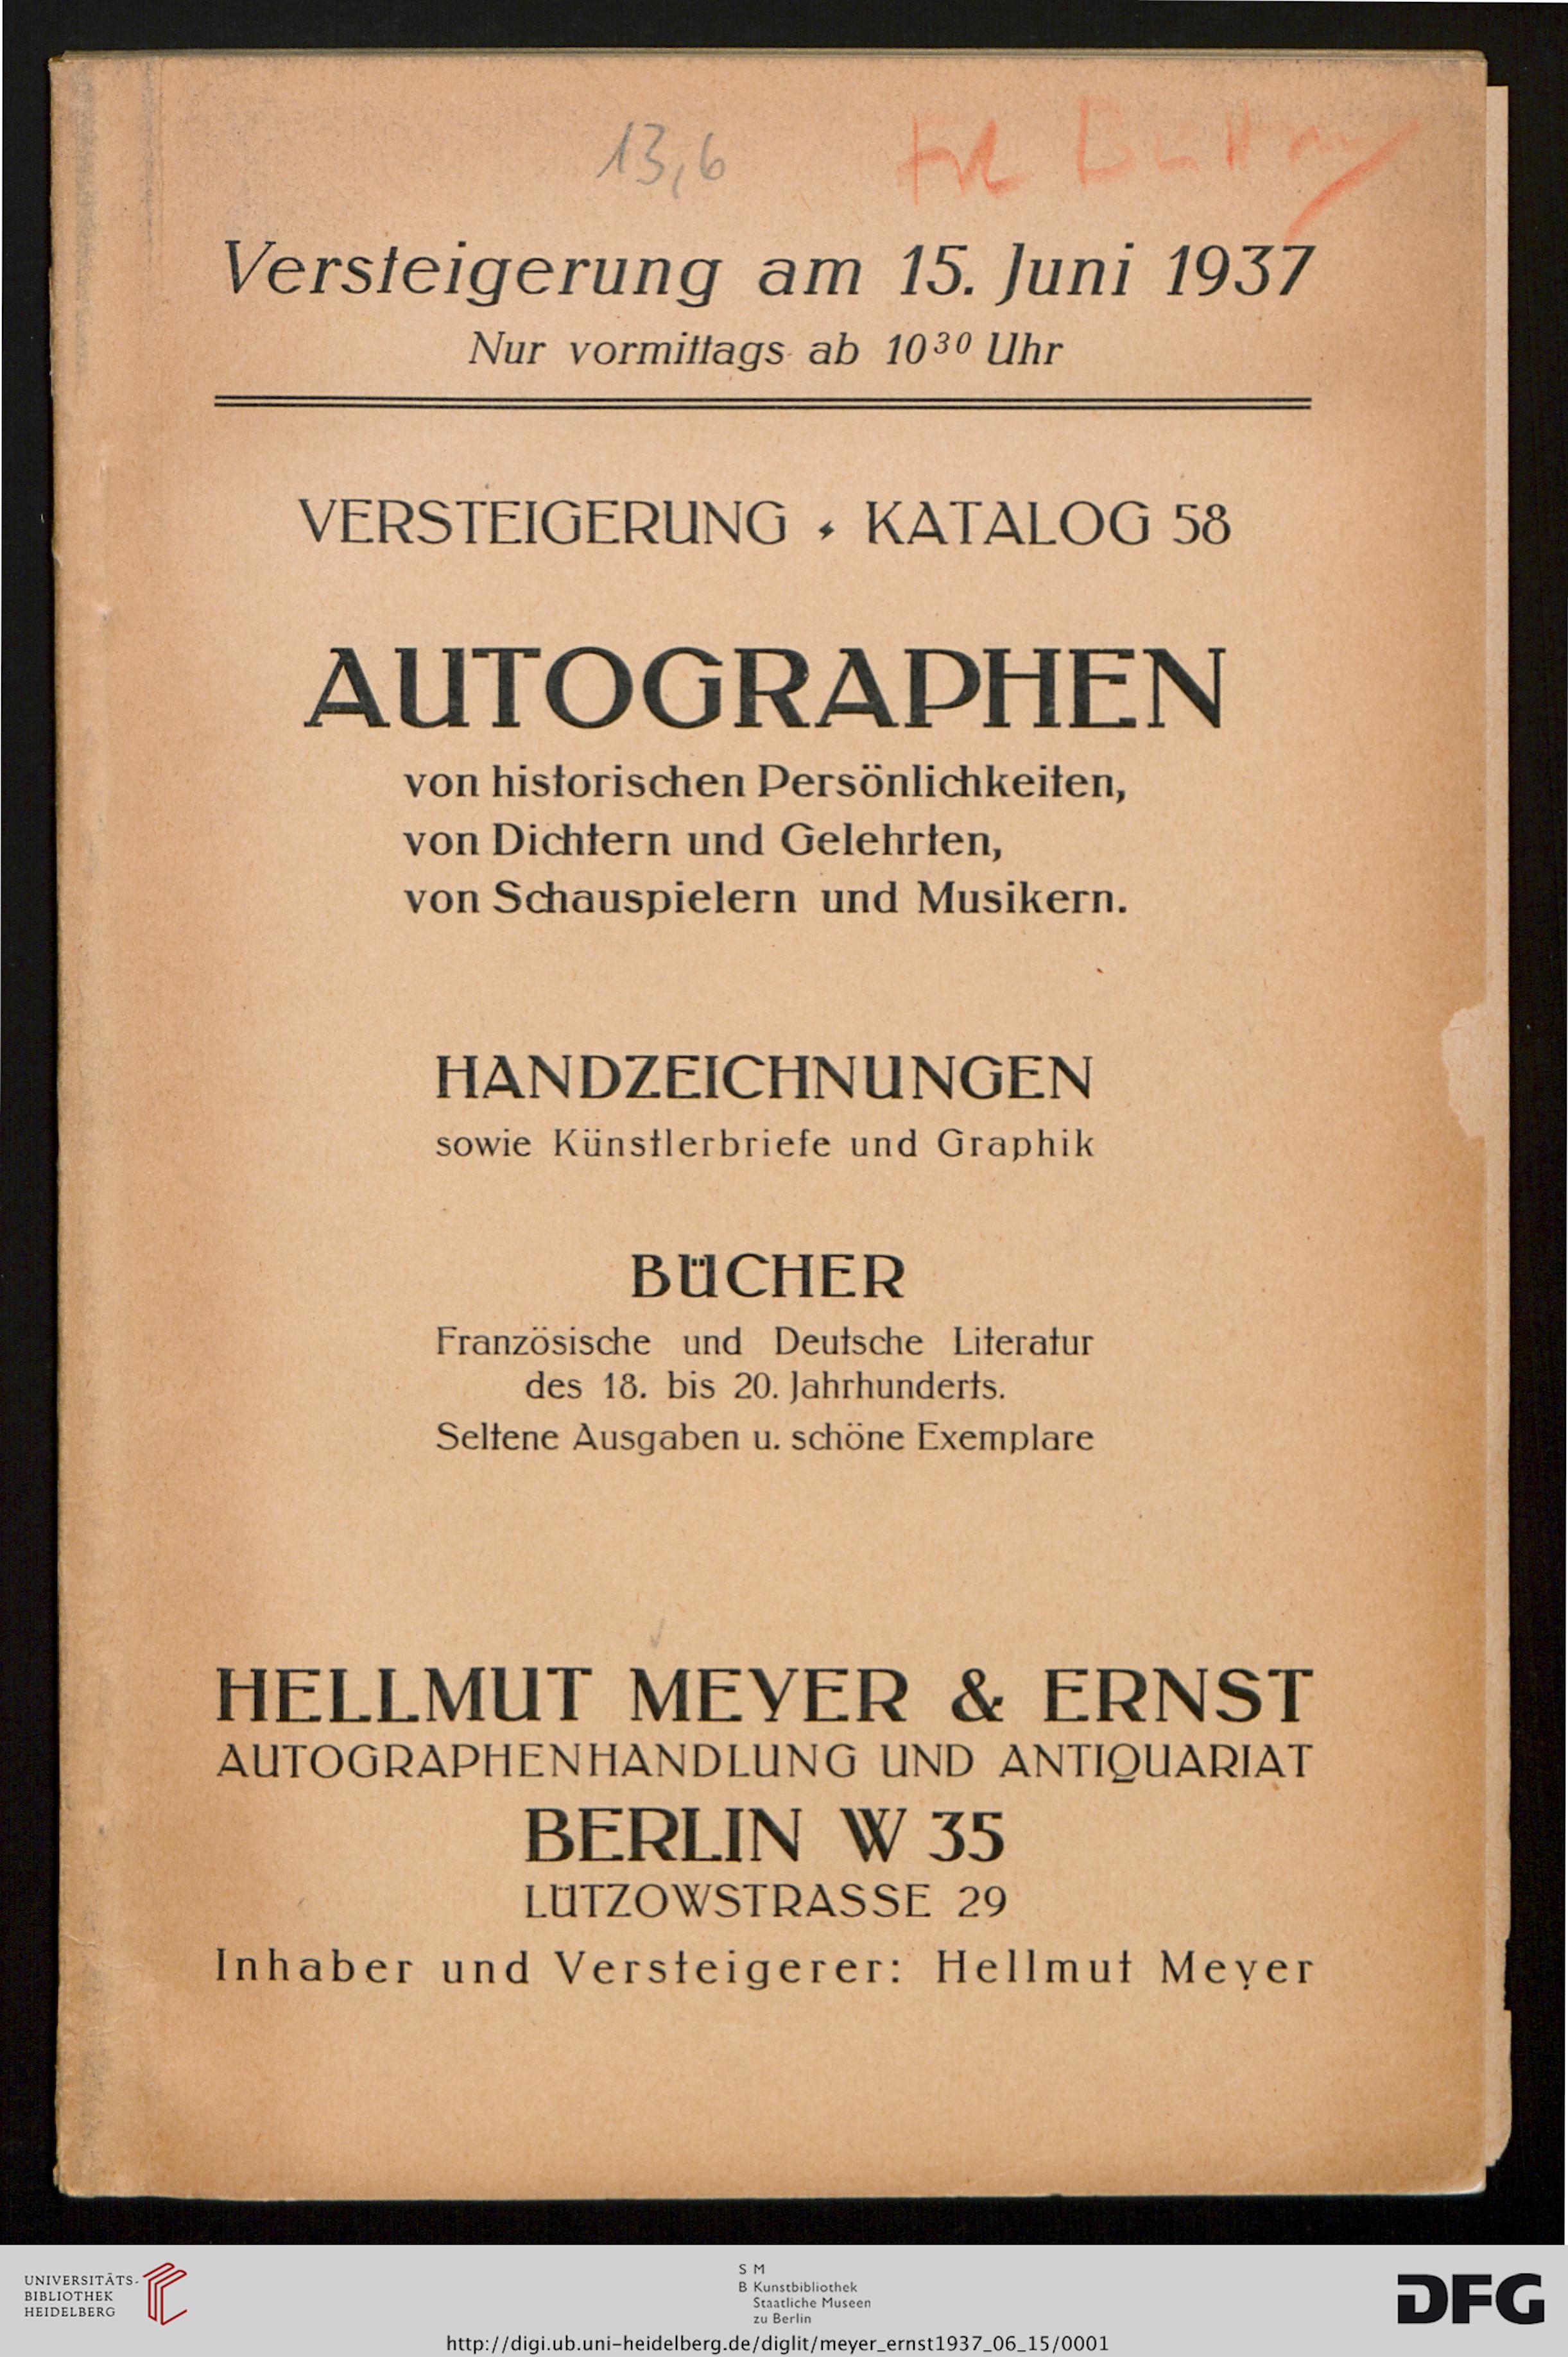 13,6
Versteigerung am 15. Juni 1937
Nur vormittags ab 10³⁰ Uhr
VERSTEIGERUNG KATALOG 58
AUTOGRAPHEN
von historischen Persönlichkeiten,
von Dichtern und Gelehrten,
von Schauspielern und Musikern.
HANDZEICHNUNGEN
sowie Künstlerbriefe und Graphik
BÜCHER
Französische und Deutsche Literatur
des 18. bis 20. Jahrhunderts.
Seltene Ausgaben u. schöne Exemplare
HELLMUT MEYER & ERNST
AUTOGRAPHENHANDLUNG UND ANTIQUARIAT
BERLIN W 35
LÜTZOWSTRASSE 29
Inhaber und Versteigerer: Hellmut Meyer
UNIVERSITÄTS-
BIBLIOTHEK
HEIDELBERG
S M
B Kunstbibliothek
Staatliche Museen
zu Berlin
http://digi.ub.uni-heidelberg.de/diglit/meyer_ernst1937_06_15/0001
DFG